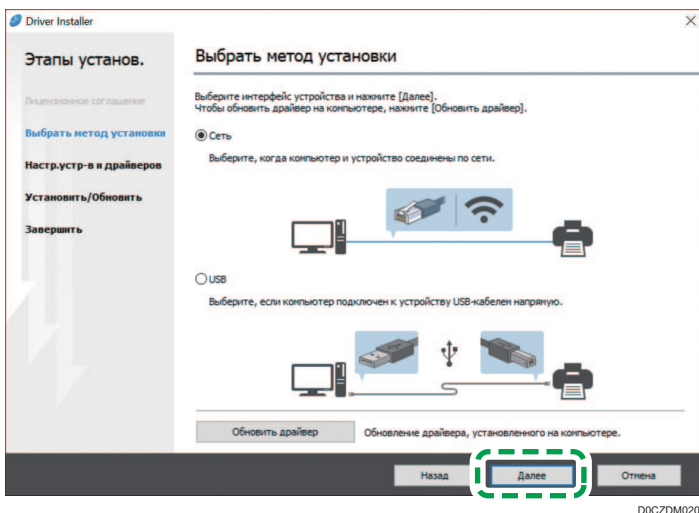 Driver Installer
Этапы установ.
Выбрать метод установки
Лицензионное соглашение
Выбрать метод установки
Настр.устр-в и драйверов
Установить/Обновить
Завершить
Выберите интерфейс устройства и нажмите [Далее].
Чтобы обновить драйвер на компьютере, нажмите [Обновить драйвер].
Сеть
Выберите, когда компьютер и устройство соединены по сети.
USB
Выберите, если компьютер подключен к устройству USB-кабелем напрямую.
Обновить драйвер
Обновление драйвера, установленного на компьютере.
Назад
Далее
Отмена
D0CZDM020